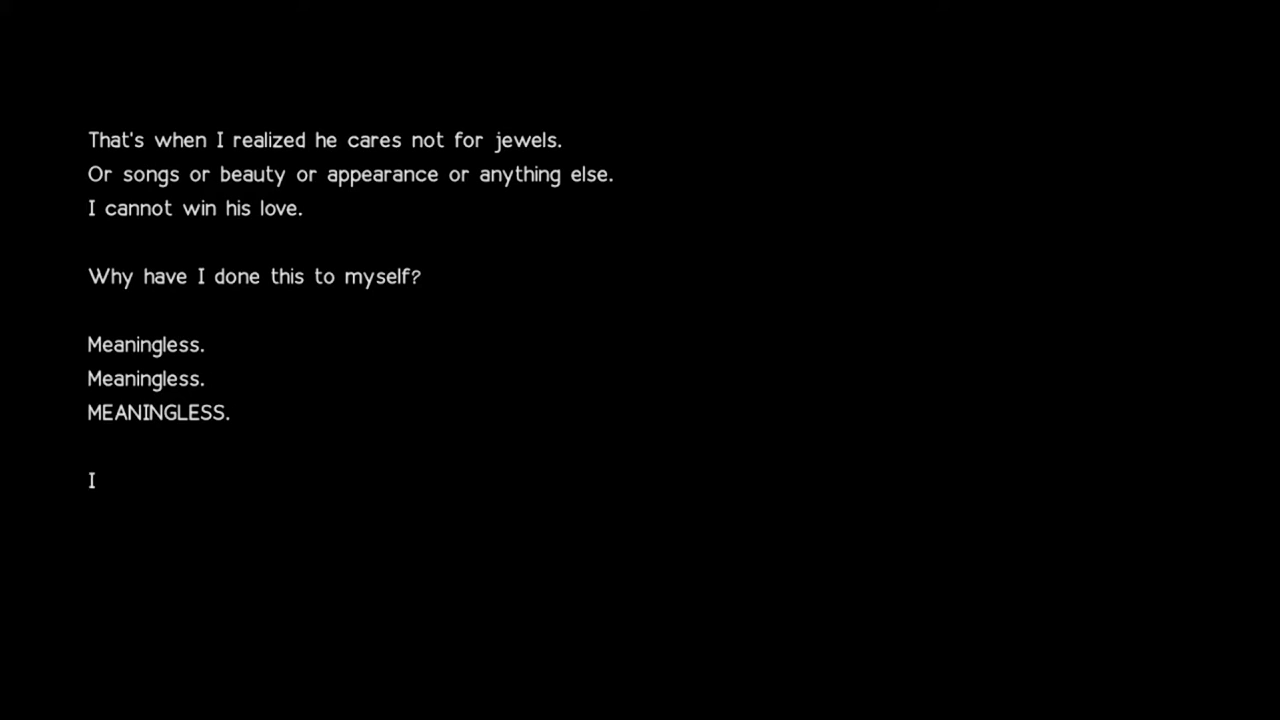 That's when I realized he cares not for jewels.
Or songs or beauty or appearance or anything else.
I cannot win his love.
Why have I done this to myself?
Meaningless.
Meaningless.
MEANINGLESS.
I